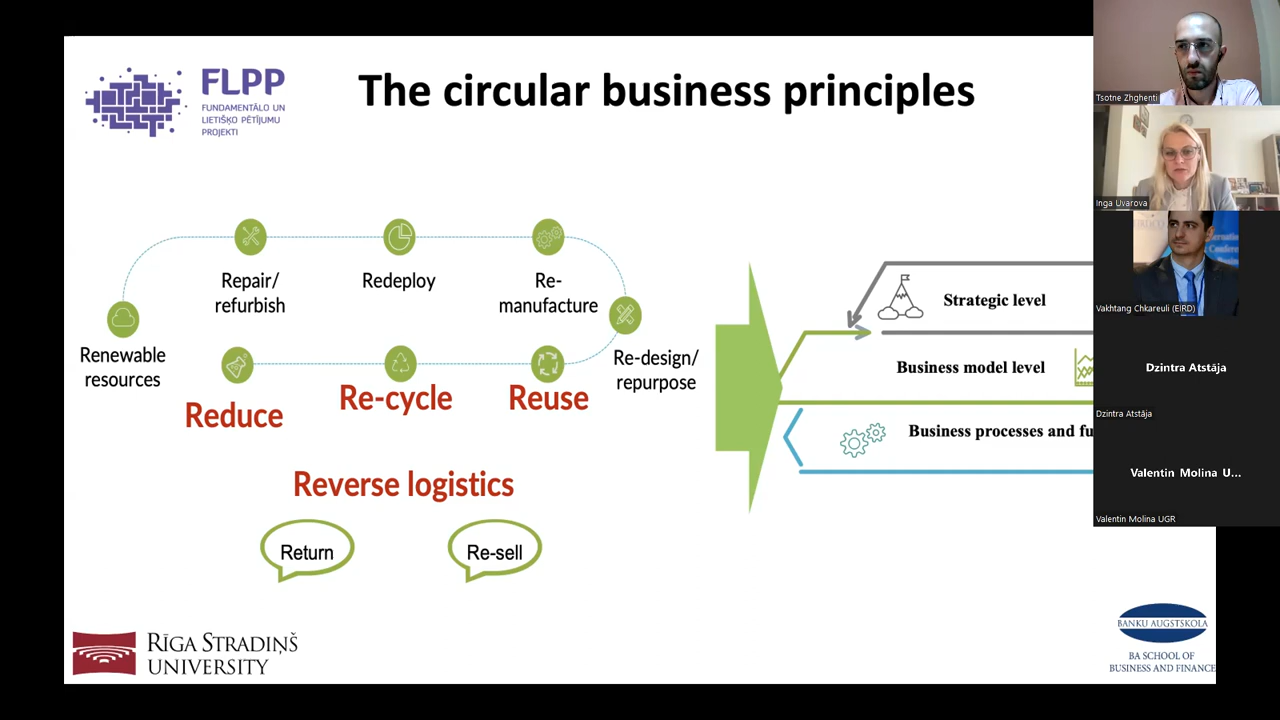 FLPP
FUNDAMENTĀLO UN
LIETIŠĶO PĒTĪJUMU
PROJEKTI
The circular business principles
Repair/
refurbish
Redeploy
Re-
manufacture
Renewable
resources
Re-design/
repurpose
Reduce
Re-cycle
Reuse
Reverse logistics
Return
Re-sell
Strategic level
Business model level
Business processes and fu
RĪGA STRADIŅŠ
UNIVERSITY
BANKU AUGSTSKOLA
BA SCHOOL OF
BUSINESS AND FINANCE
Tsotne Zhghenti
Inga Uvarova
Vakhtang Chkareuli (EIRD)
Dzintra Atstāja
Dzintra Atstāja
Valentin Molina U...
Valentin Molina UGR